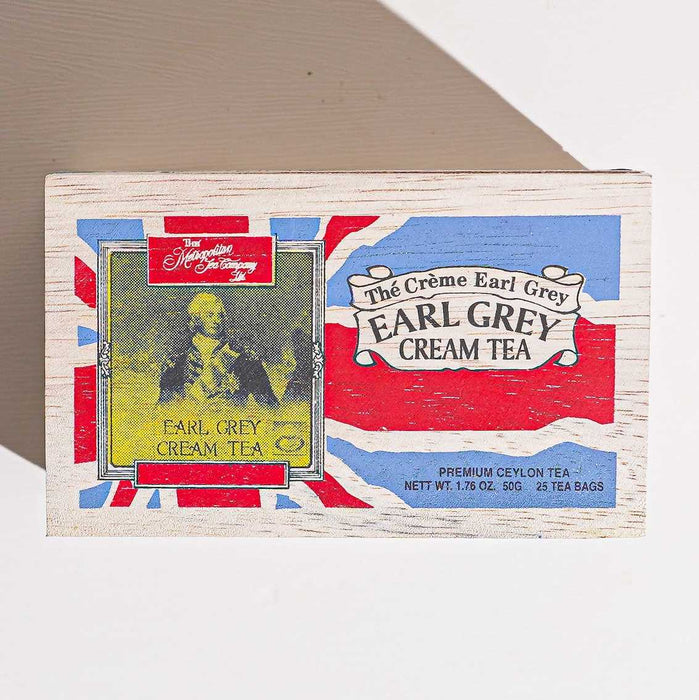 The
Metropolitan
Tea Company
Ltd
EARL GREY
CREAM TEA
Thé Crème Earl Grey
EARL GREY
CREAM TEA
PREMIUM CEYLON TEA
NETT WT. 1.76 OZ. 50G 25 TEA BAGS